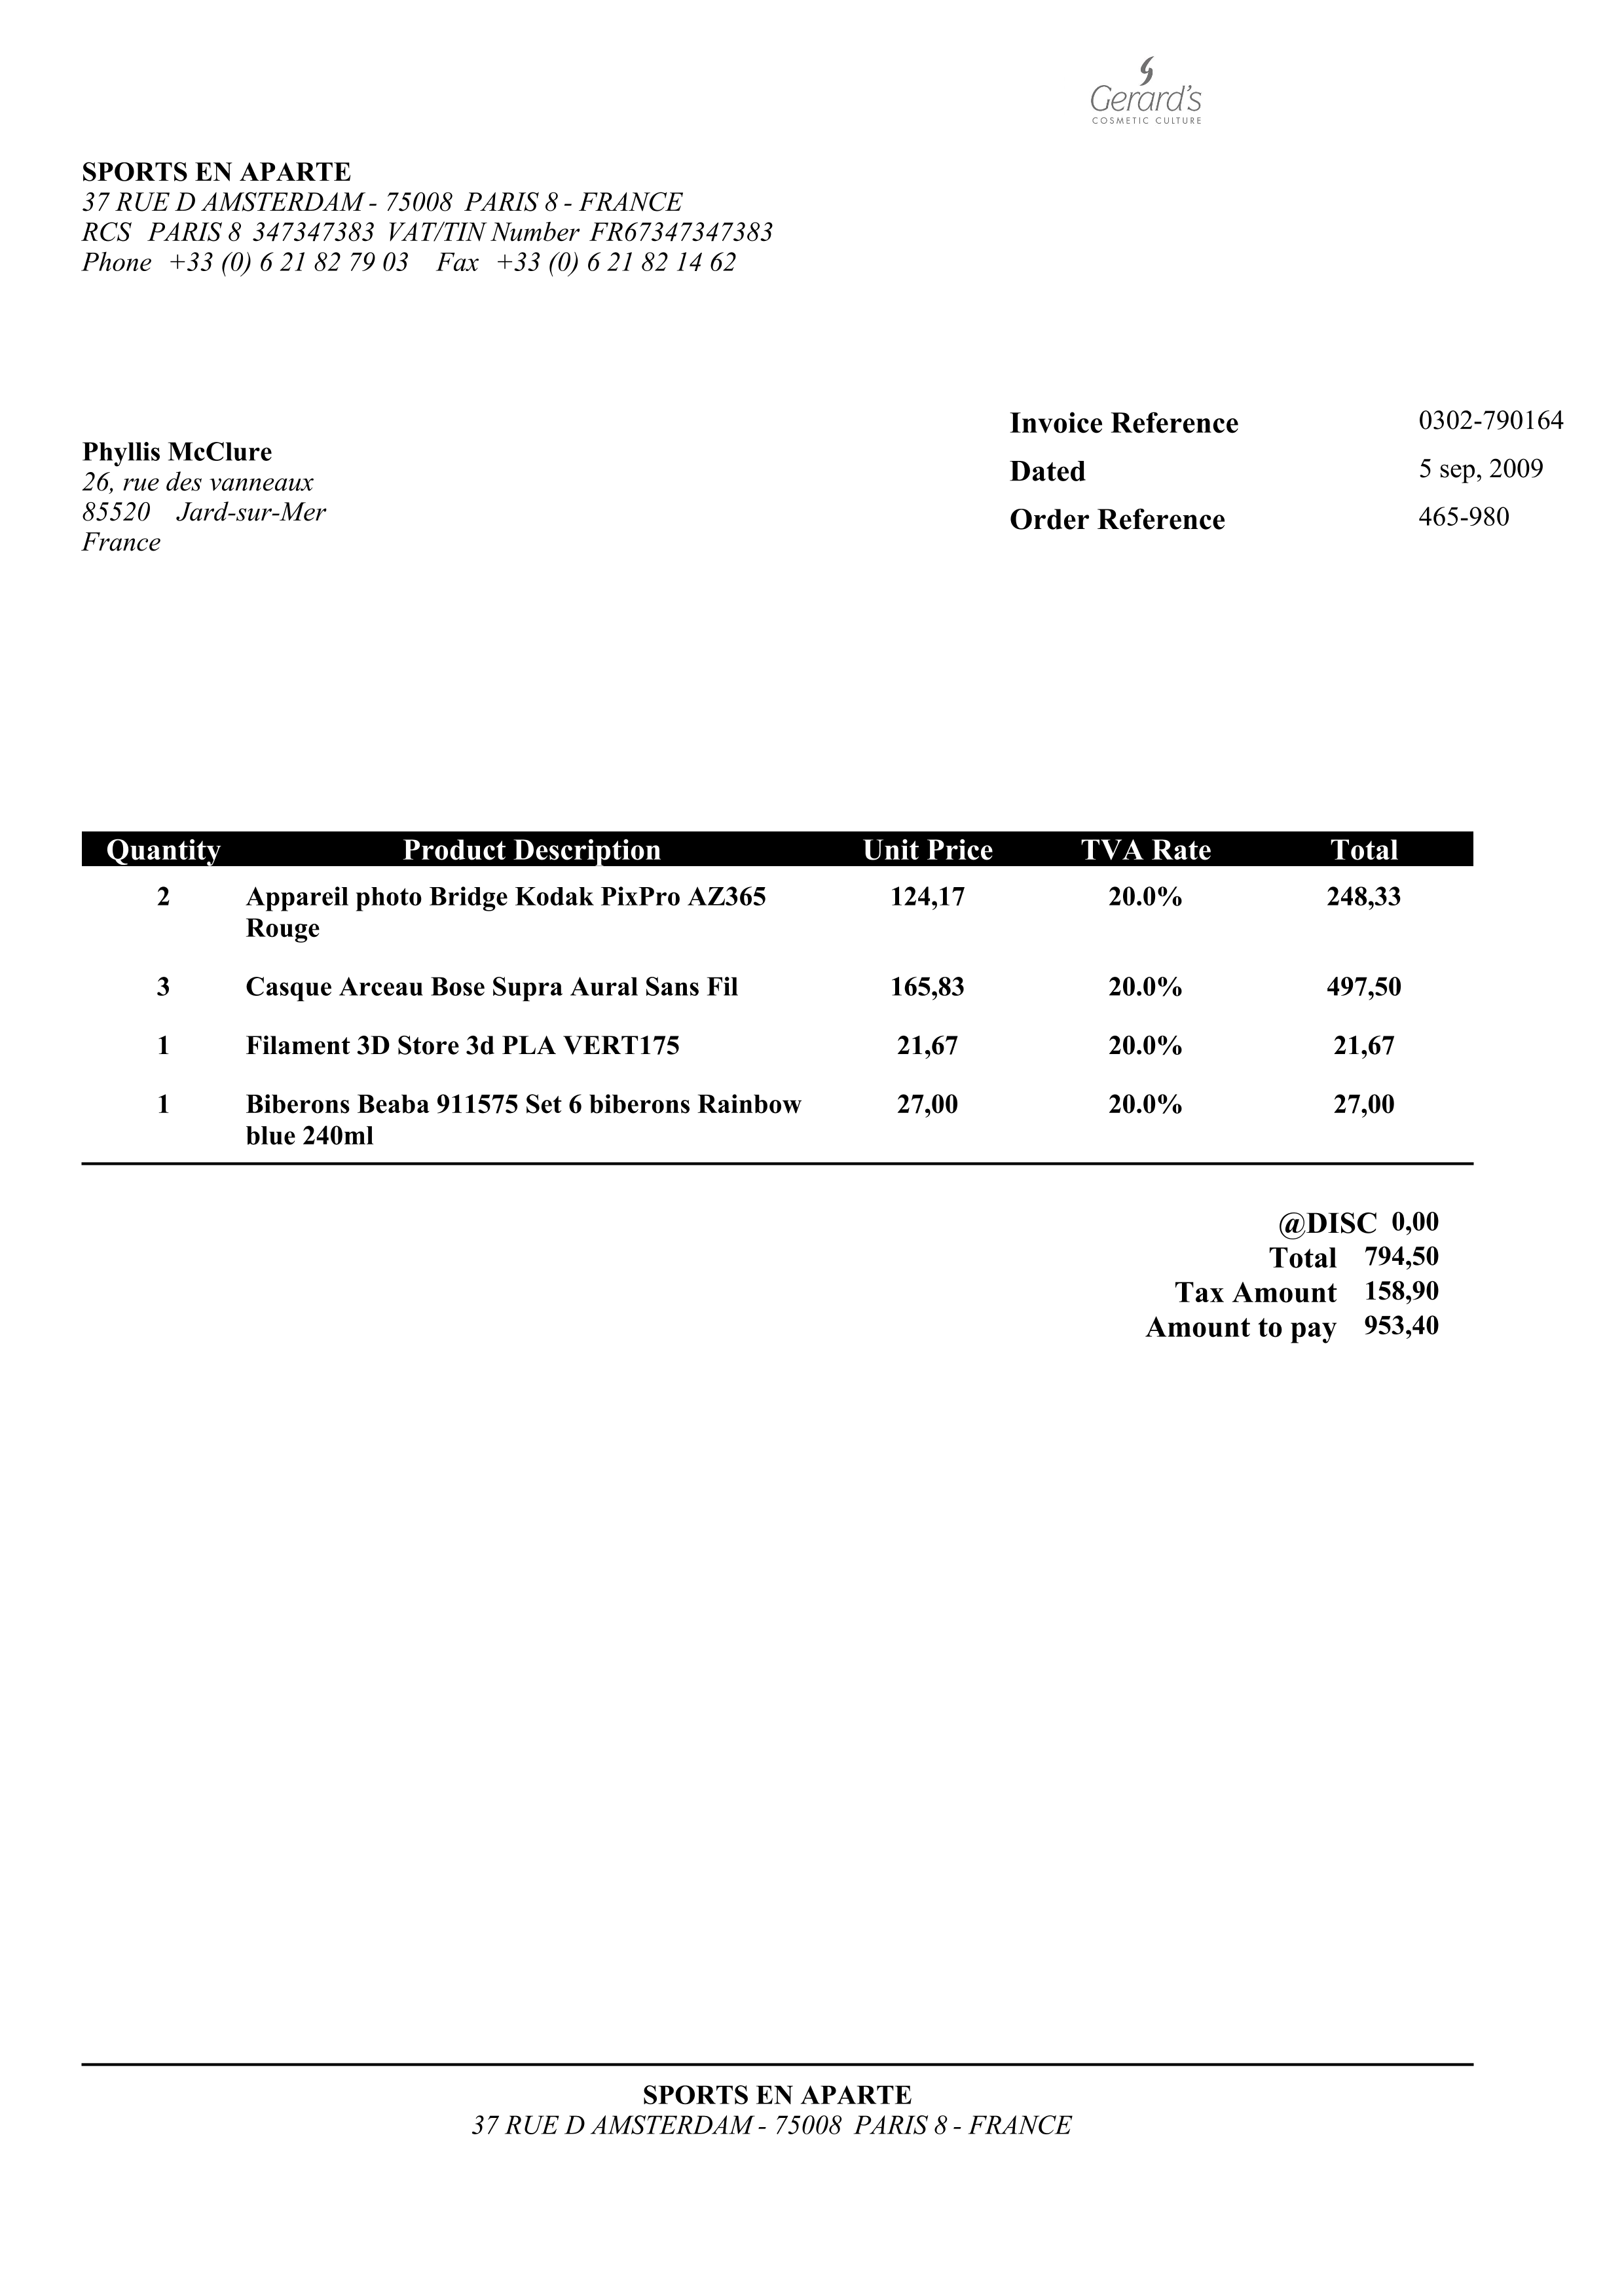 Gerard's
COSMETIC CULTURE
SPORTS EN APARTE
37 RUE D AMSTERDAM - 75008 PARIS 8 - FRANCE
RCS PARIS 8 347347383 VAT/TIN Number FR67347347383
Phone +33 (0) 6 21 82 79 03 Fax +33 (0) 6 21 82 14 62
Invoice Reference 0302-790164
Dated 5 sep, 2009
Order Reference 465-980
Phyllis McClure
26, rue des vanneaux
85520 Jard-sur-Mer
France
Quantity Product Description Unit Price TVA Rate Total
2 Appareil photo Bridge Kodak PixPro AZ365 124,17 20.0% 248,33
Rouge
3 Casque Arceau Bose Supra Aural Sans Fil 165,83 20.0% 497,50
1 Filament 3D Store 3d PLA VERT175 21,67 20.0% 21,67
1 Biberons Beaba 911575 Set 6 biberons Rainbow 27,00 20.0% 27,00
blue 240ml
@DISC 0,00
Total 794,50
Tax Amount 158,90
Amount to pay 953,40
SPORTS EN APARTE
37 RUE D AMSTERDAM - 75008 PARIS 8 - FRANCE